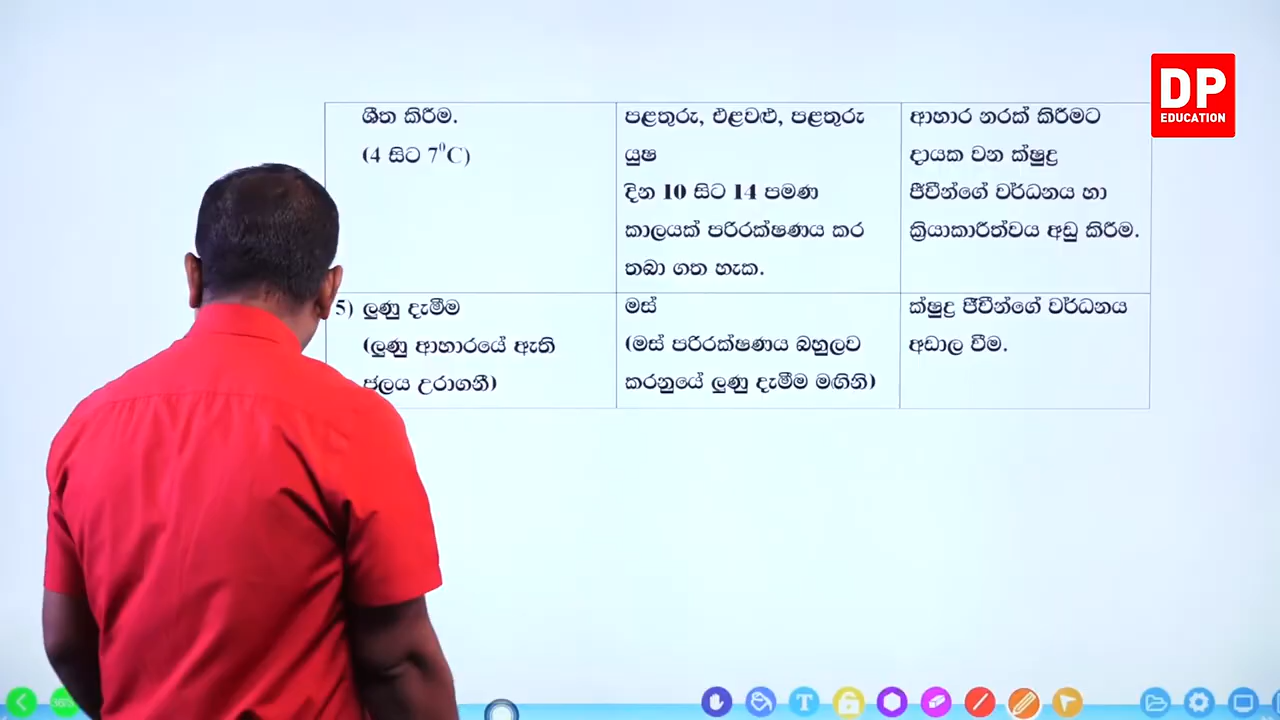 DP
EDUCATION
ශීත කිරීම.
(4 සිට 7⁰C)
පළතුරු, එළවළු, පළතුරු
යුෂ
දින 10 සිට 14 පමණ
කාලයක් පරිරක්ෂණය කර
තබා ගත හැක.
ආහාර නරක් කිරීමට
දායක වන ක්ෂුද්‍ර
ජීවීන්ගේ වර්ධනය හා
ක්‍රියාකාරීත්වය අඩු කිරීම.
5) ලුණු දැමීම
(ලුණු ආහාරයේ ඇති
ජලය උරාගනී)
මස්
(මස් පරිරක්ෂණය බහුලව
කරනුයේ ලුණු දැමීම මඟිනි)
ක්ෂුද්‍ර ජීවීන්ගේ වර්ධනය
අඩාල වීම.
T